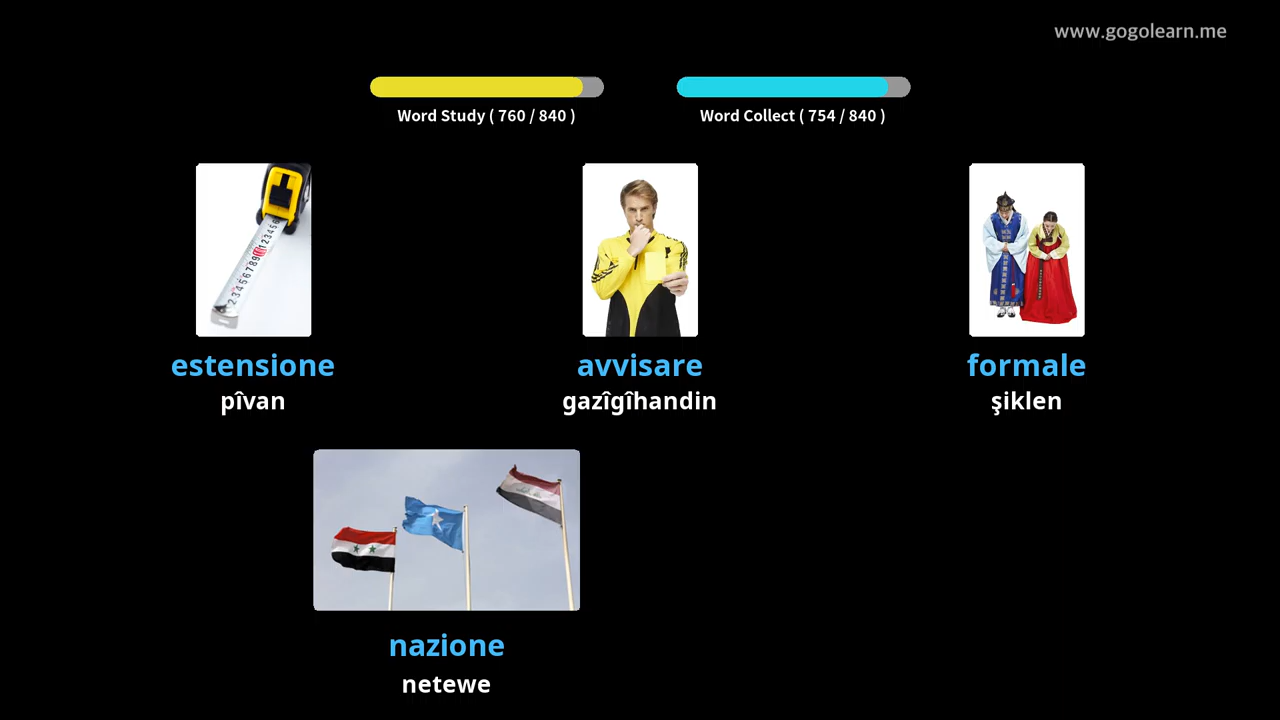 www.gogolearn.me
Word Study ( 760 / 840 )
Word Collect ( 754 / 840 )
estensione
pîvan
avvisare
gazîgîhandin
formale
şiklen
nazione
netewe